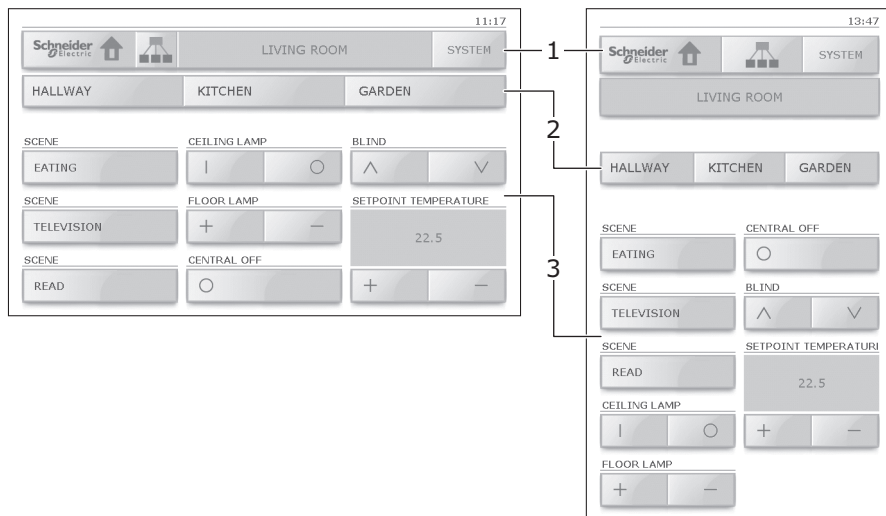 11:17
Schneider Electric LIVING ROOM SYSTEM
HALLWAY KITCHEN GARDEN
SCENE CEILING LAMP BLIND
EATING | ○ ∧ ∨
SCENE FLOOR LAMP SETPOINT TEMPERATURE
TELEVISION + − 22.5
SCENE CENTRAL OFF
READ ○ + −
1
2
3
13:47
Schneider Electric SYSTEM
LIVING ROOM
HALLWAY KITCHEN GARDEN
SCENE CENTRAL OFF
EATING ○
SCENE BLIND
TELEVISION ∧ ∨
SCENE SETPOINT TEMPERATURI
READ 22.5
CEILING LAMP
| ○ + −
FLOOR LAMP
+ −